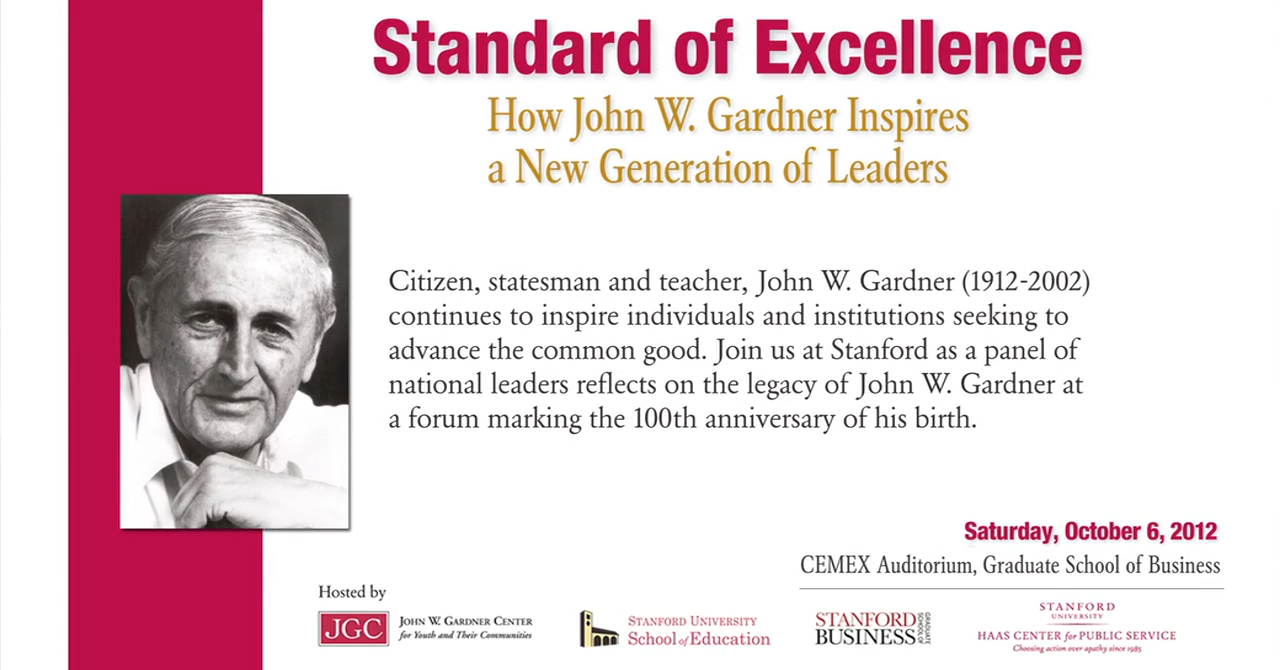 Standard of Excellence
How John W. Gardner Inspires
a New Generation of Leaders
Citizen, statesman and teacher, John W. Gardner (1912-2002)
continues to inspire individuals and institutions seeking to
advance the common good. Join us at Stanford as a panel of
national leaders reflects on the legacy of John W. Gardner at
a forum marking the 100th anniversary of his birth.
Saturday, October 6, 2012
CEMEX Auditorium, Graduate School of Business
Hosted by
JGC
John W. Gardner Center
for Youth and Their Communities
Stanford University
School of Education
STANFORD
BUSINESS
GRADUATE
SCHOOL OF
STANFORD
UNIVERSITY
HAAS CENTER for PUBLIC SERVICE
Choosing action over apathy since 1985